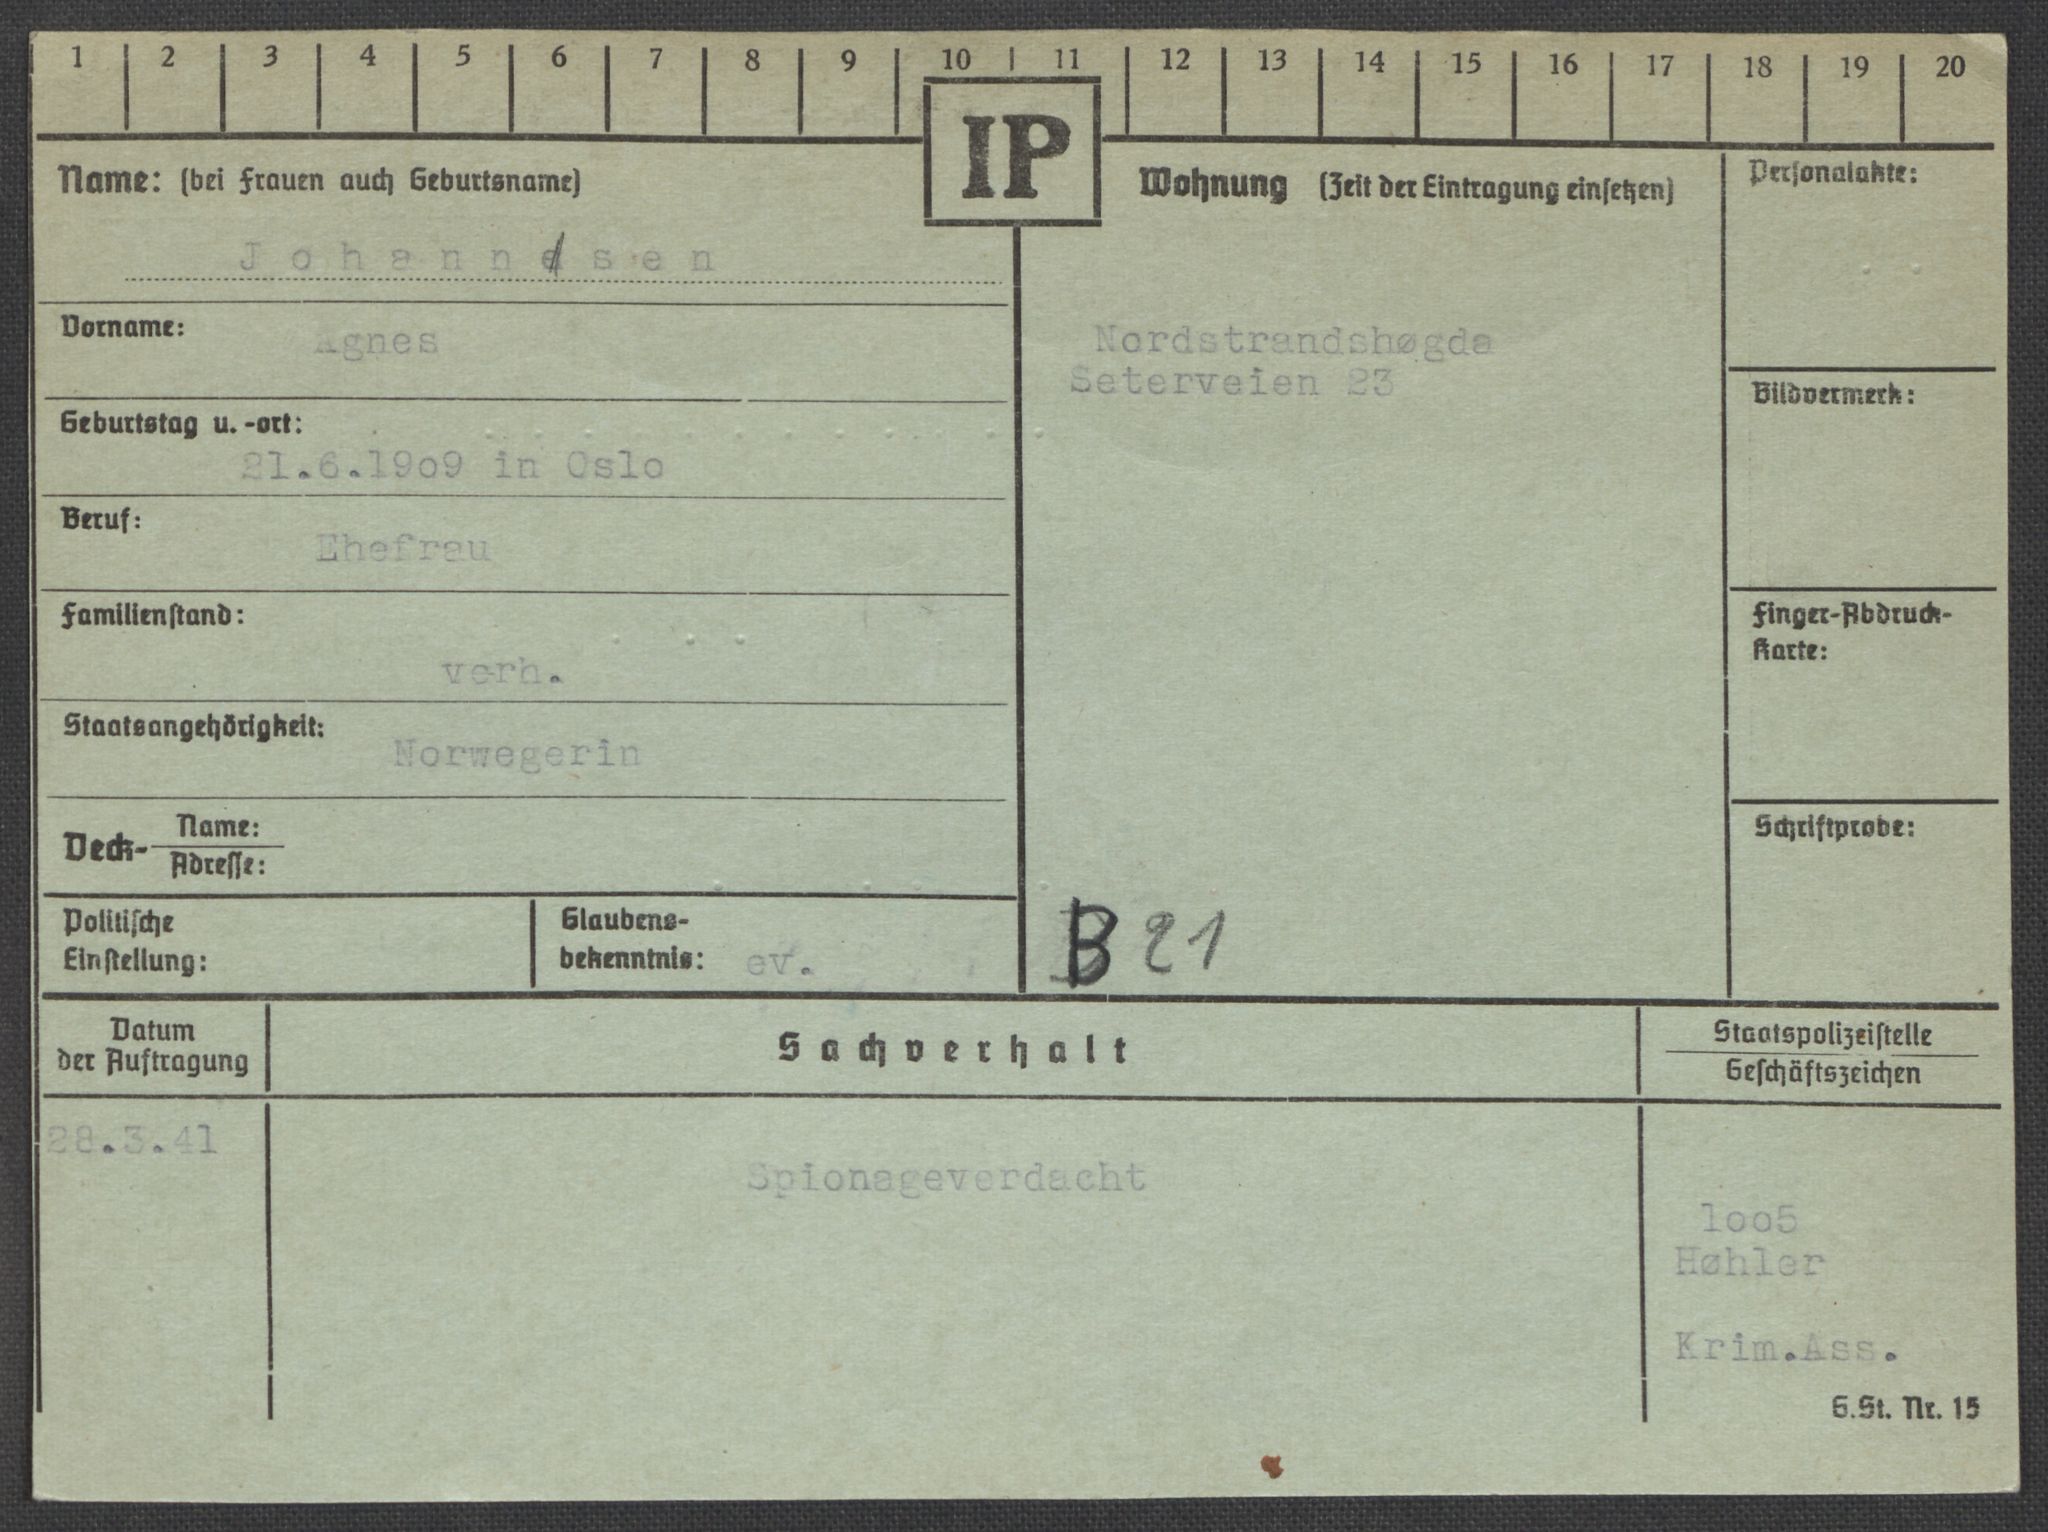 1 2 3 4 5 6 7 8 9 10 11 12 13 14 15 16 17 18 19 20
IP
Name: (bei Frauen auch Geburtsname)
Johannesen
Vorname:
Agnes
Geburtstag u. -ort:
21.6.19o9 in Oslo
Beruf:
Ehefrau
Familienstand:
verh.
Staatsangehörigkeit:
Norwegerin
Deck-
Name:
Adresse:
Politische
Einstellung:
Glaubens-
bekenntnis: ev.
Wohnung (Zeit der Eintragung einsetzen)
Nordstrandshøgda
Seterveien 23
B 21
Personalakte:
Bildvermerk:
Finger-Abdruck-
Karte:
Schriftprobe:
Datum
der Auftragung
Sachverhalt
Staatspolizeistelle
Geschäftszeichen
28.3.41
Spionageverdacht
loo5
Høhler
Krim.Ass.
G.St. Nr. 15